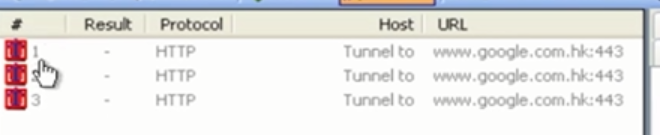 # Result Protocol Host URL
1 - HTTP Tunnel to www.google.com.hk:443
- HTTP Tunnel to www.google.com.hk:443
3 - HTTP Tunnel to www.google.com.hk:443